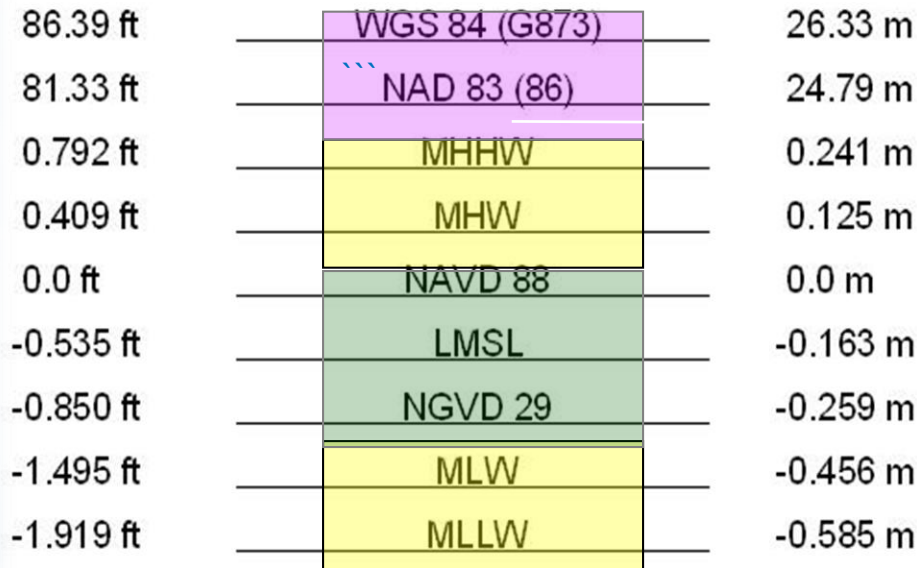 86.39 ft WGS 84 (G873) 26.33 m
```
81.33 ft NAD 83 (86) 24.79 m
0.792 ft MHHW 0.241 m
0.409 ft MHW 0.125 m
0.0 ft NAVD 88 0.0 m
-0.535 ft LMSL -0.163 m
-0.850 ft NGVD 29 -0.259 m
-1.495 ft MLW -0.456 m
-1.919 ft MLLW -0.585 m